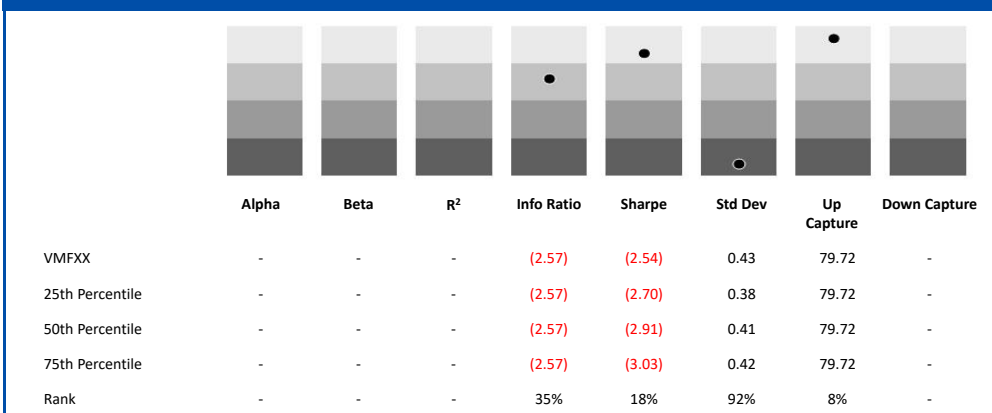 Alpha Beta R² Info Ratio Sharpe Std Dev Up Capture Down Capture
VMFXX - - - (2.57) (2.54) 0.43 79.72 -
25th Percentile - - - (2.57) (2.70) 0.38 79.72 -
50th Percentile - - - (2.57) (2.91) 0.41 79.72 -
75th Percentile - - - (2.57) (3.03) 0.42 79.72 -
Rank - - - 35% 18% 92% 8% -